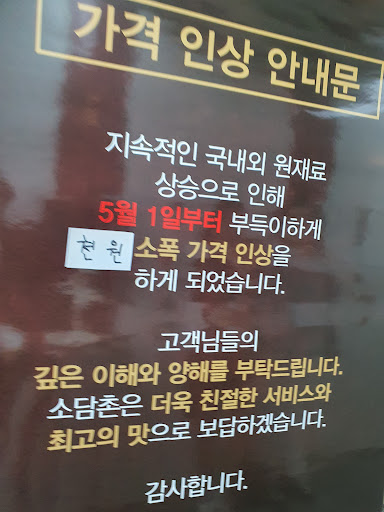 가격 인상 안내문
지속적인 국내외 원재료
상승으로 인해
5월 1일부터 부득이하게
현 원 소폭 가격 인상을
하게 되었습니다.
고객님들의
깊은 이해와 양해를 부탁드립니다.
소담촌은 더욱 친절한 서비스와
최고의 맛으로 보답하겠습니다.
감사합니다.